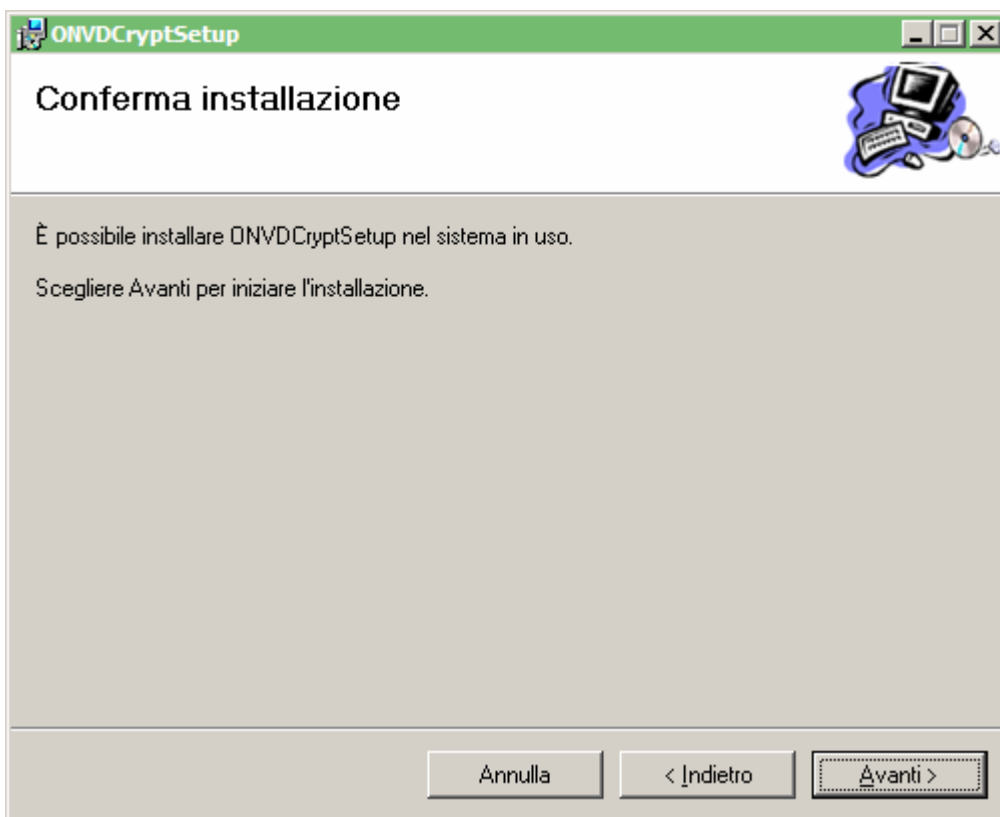 ONVDCryptSetup
Conferma installazione
È possibile installare ONVDCryptSetup nel sistema in uso.
Scegliere Avanti per iniziare l'installazione.
Annulla
< Indietro
Avanti >